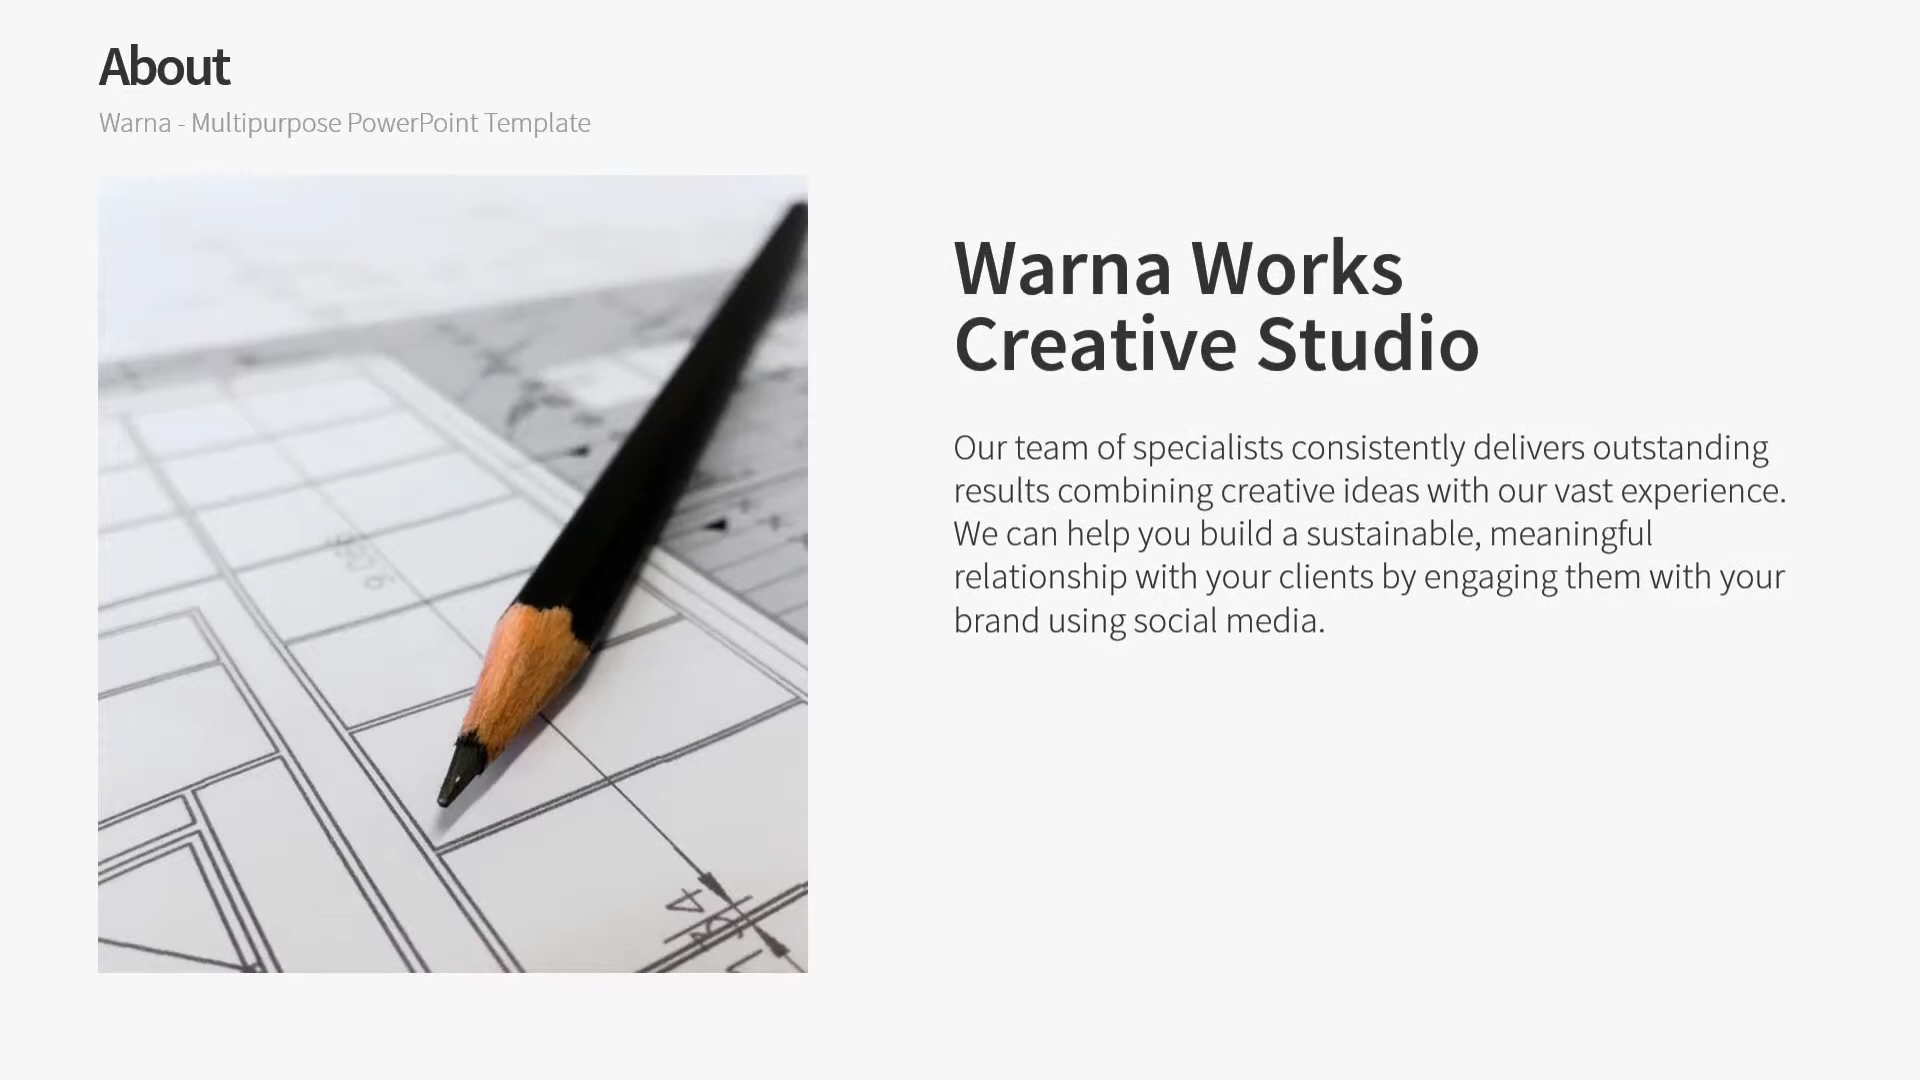 About
Warna - Multipurpose PowerPoint Template
Warna Works
Creative Studio
Our team of specialists consistently delivers outstanding
results combining creative ideas with our vast experience.
We can help you build a sustainable, meaningful
relationship with your clients by engaging them with your
brand using social media.